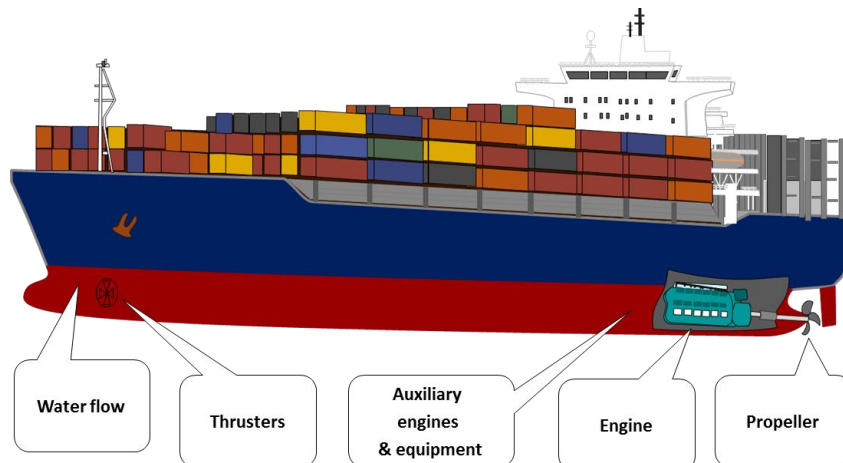 Water flow
Thrusters
Auxiliary
engines
& equipment
Engine
Propeller